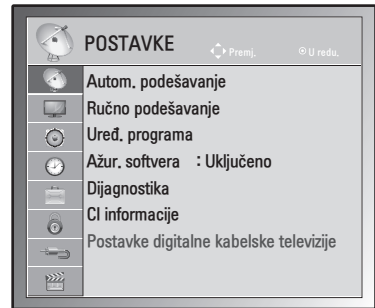 POSTAVKE
Premj.
U redu.
Autom. podešavanje
Ručno podešavanje
Uređ. programa
Ažur. softvera : Uključeno
Dijagnostika
CI informacije
Postavke digitalne kabelske televizije